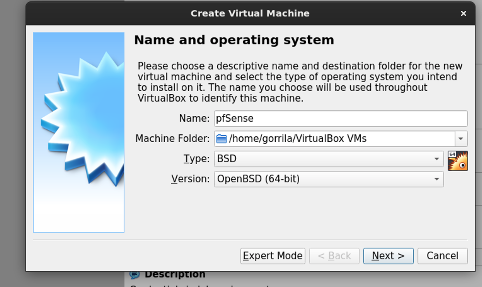 Create Virtual Machine
Name and operating system
Please choose a descriptive name and destination folder for the new
virtual machine and select the type of operating system you intend
to install on it. The name you choose will be used throughout
VirtualBox to identify this machine.
Name: pfSense
Machine Folder: /home/gorrila/VirtualBox VMs
Type: BSD
Version: OpenBSD (64-bit)
Expert Mode < Back Next > Cancel
Description